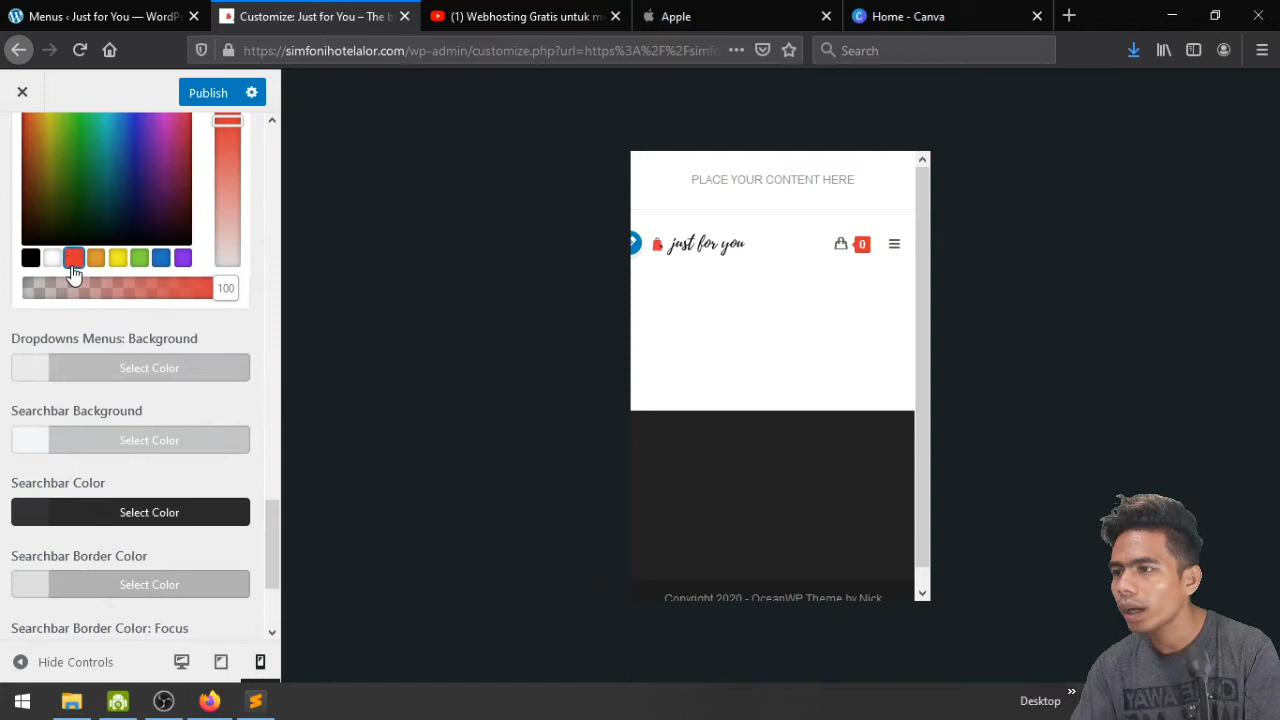 Menus ‹ Just for You — WordP
Customize: Just for You – The b
(1) Webhosting Gratis untuk m
Apple
Home - Canva
https://simfonihotelalor.com/wp-admin/customize.php?url=https%3A%2F%2Fsimfo
Search
Publish
PLACE YOUR CONTENT HERE
just for you
0
100
Dropdowns Menus: Background
Select Color
Searchbar Background
Select Color
Searchbar Color
Select Color
Searchbar Border Color
Select Color
Searchbar Border Color: Focus
Copyright 2020 - OceanWP Theme by Nick
Hide Controls
Desktop